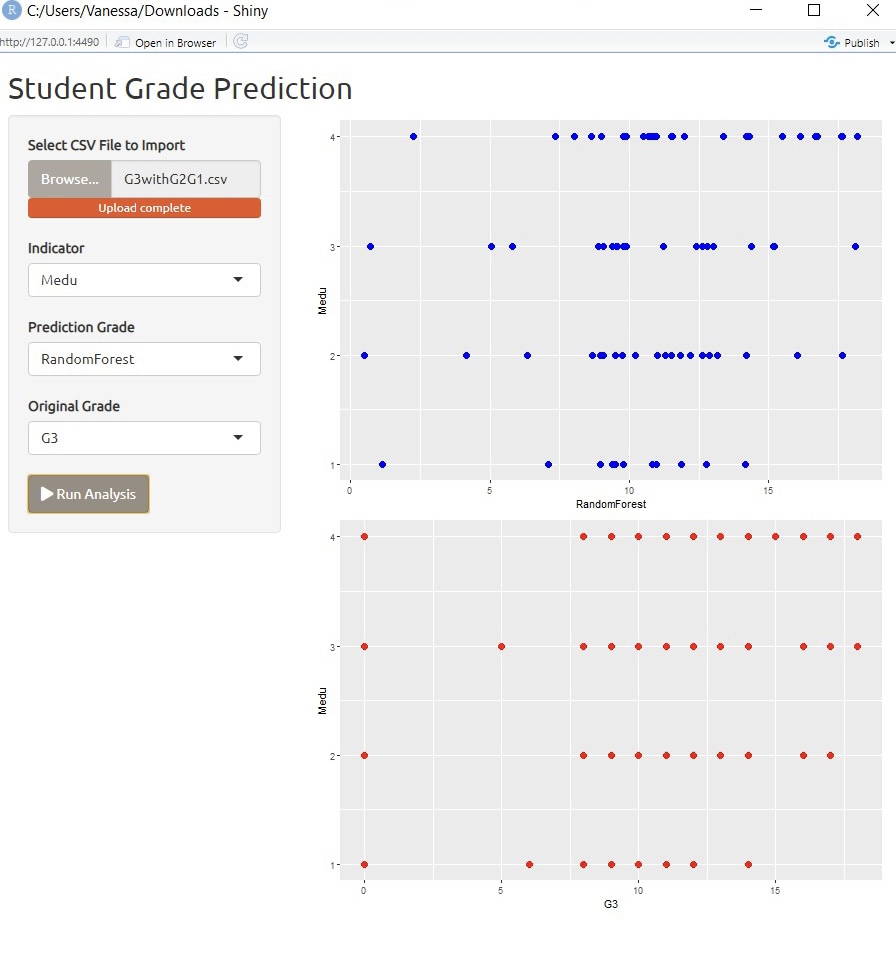 R C:/Users/Vanessa/Downloads - Shiny
http://127.0.0.1:4490 Open in Browser Publish
Student Grade Prediction
Select CSV File to Import
Browse... G3withG2G1.csv
Upload complete
Indicator
Medu
Prediction Grade
RandomForest
Original Grade
G3
Run Analysis
4
3
2
1
Medu
0 5 10 15
RandomForest
4
3
2
1
Medu
0 5 10 15
G3